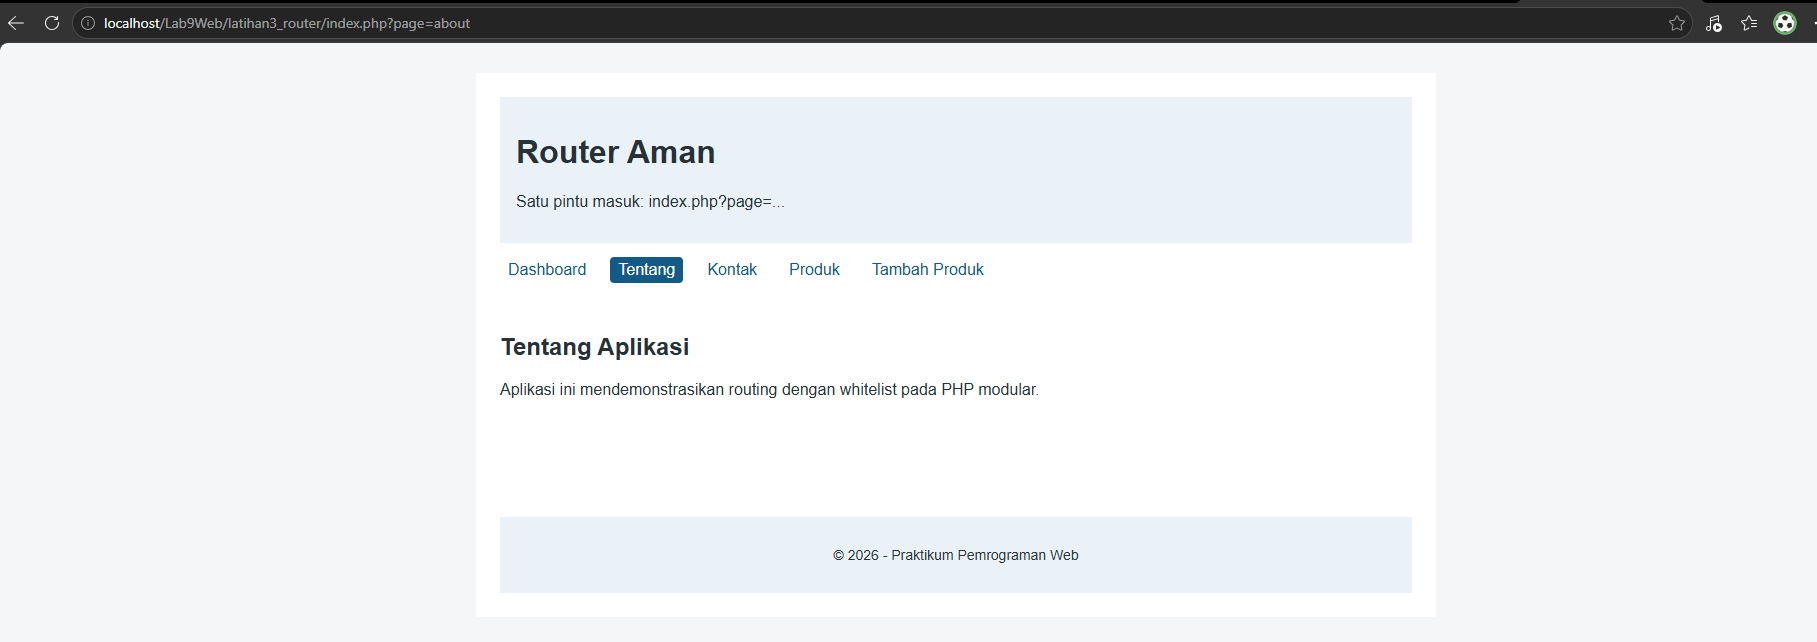 localhost/Lab9Web/latihan3_router/index.php?page=about
Router Aman
Satu pintu masuk: index.php?page=...
Dashboard Tentang Kontak Produk Tambah Produk
Tentang Aplikasi
Aplikasi ini mendemonstrasikan routing dengan whitelist pada PHP modular.
© 2026 - Praktikum Pemrograman Web